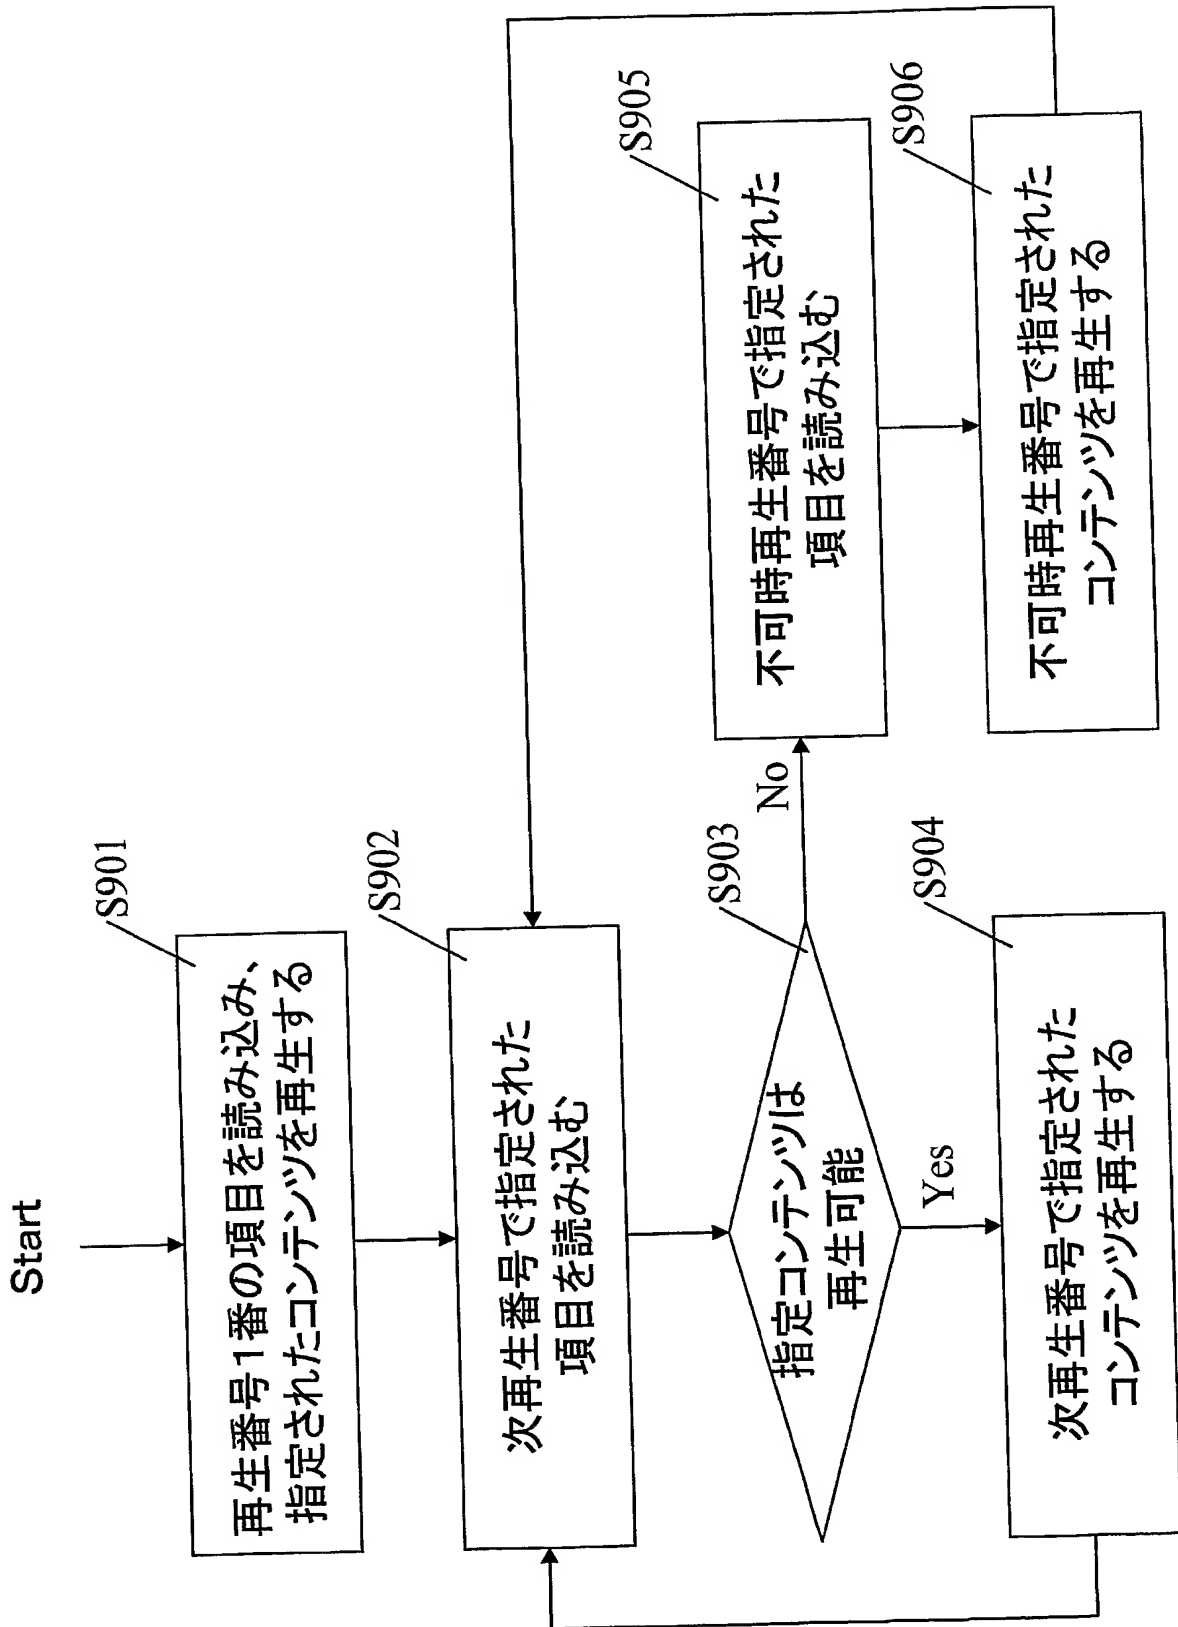 Start
S901
再生番号1番の項目を読み込み、
指定されたコンテンツを再生する
S902
次再生番号で指定された
項目を読み込む
S903
指定コンテンツは
再生可能
No
Yes
S904
次再生番号で指定された
コンテンツを再生する
S905
不可時再生番号で指定された
項目を読み込む
S906
不可時再生番号で指定された
コンテンツを再生する